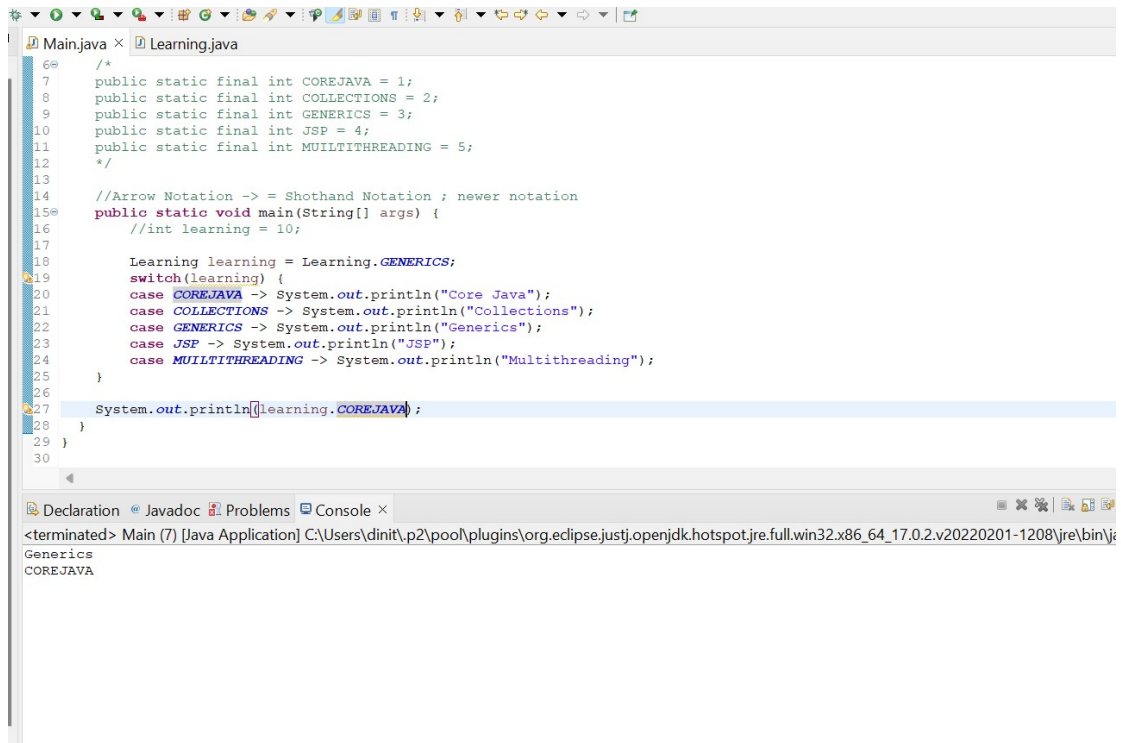 Main.java
Learning.java
6 /*
7 public static final int COREJAVA = 1;
8 public static final int COLLECTIONS = 2;
9 public static final int GENERICS = 3;
10 public static final int JSP = 4;
11 public static final int MUILTITHREADING = 5;
12 */
13
14 //Arrow Notation -> = Shothand Notation ; newer notation
15 public static void main(String[] args) {
16 //int learning = 10;
17
18 Learning learning = Learning.GENERICS;
19 switch(learning) {
20 case COREJAVA -> System.out.println("Core Java");
21 case COLLECTIONS -> System.out.println("Collections");
22 case GENERICS -> System.out.println("Generics");
23 case JSP -> System.out.println("JSP");
24 case MUILTITHREADING -> System.out.println("Multithreading");
25 }
26
27 System.out.println(learning.COREJAVA);
28 }
29 }
30
Declaration @ Javadoc Problems Console
<terminated> Main (7) [Java Application] C:\Users\dinit\.p2\pool\plugins\org.eclipse.justj.openjdk.hotspot.jre.full.win32.x86_64_17.0.2.v20220201-1208\jre\bin\ja
Generics
COREJAVA